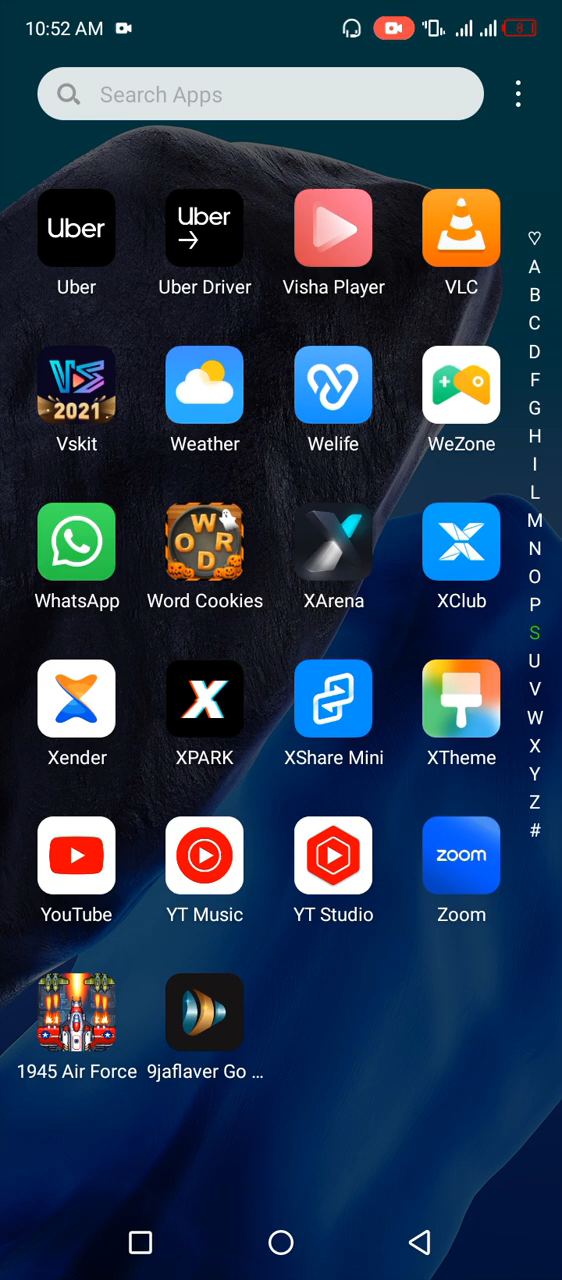 10:52 AM
8
Search Apps
Uber
Uber
Uber
Uber Driver
Visha Player
VLC
VS
2021
Vskit
Weather
Welife
WeZone
WhatsApp
WORD
Word Cookies
XArena
XClub
Xender
X
XPARK
XShare Mini
XTheme
YouTube
YT Music
YT Studio
zoom
Zoom
1945 Air Force
9jaflaver Go ...
A
B
C
D
F
G
H
I
L
M
N
O
P
S
U
V
W
X
Y
Z
#